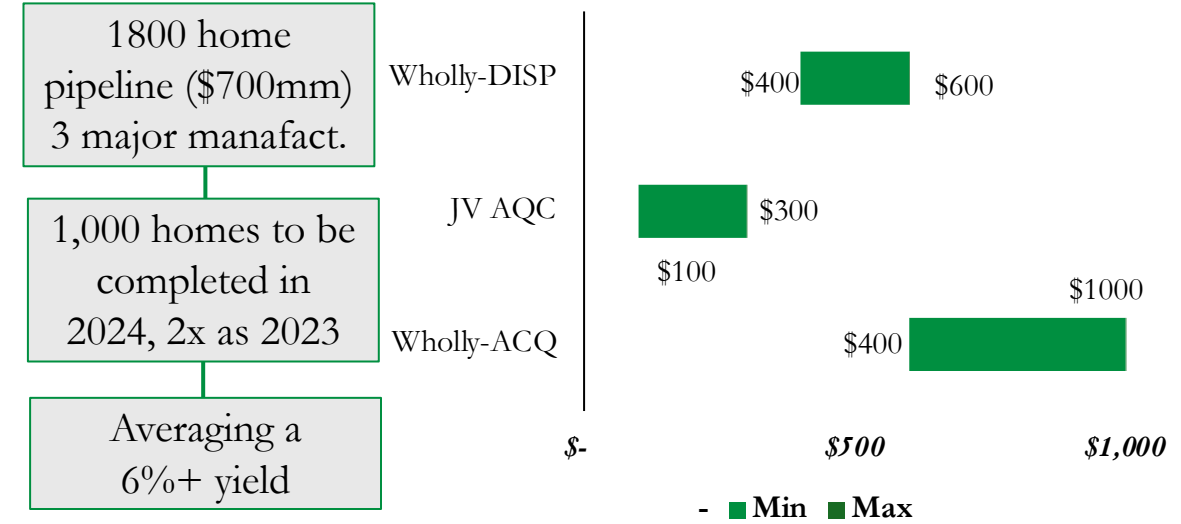 1800 home
pipeline ($700mm)
3 major manafact.
1,000 homes to be
completed in
2024, 2x as 2023
Averaging a
6%+ yield
Wholly-DISP
$400
$600
JV AQC
$300
$100
$1000
Wholly-ACQ
$400
$-
$500
$1,000
- Min Max